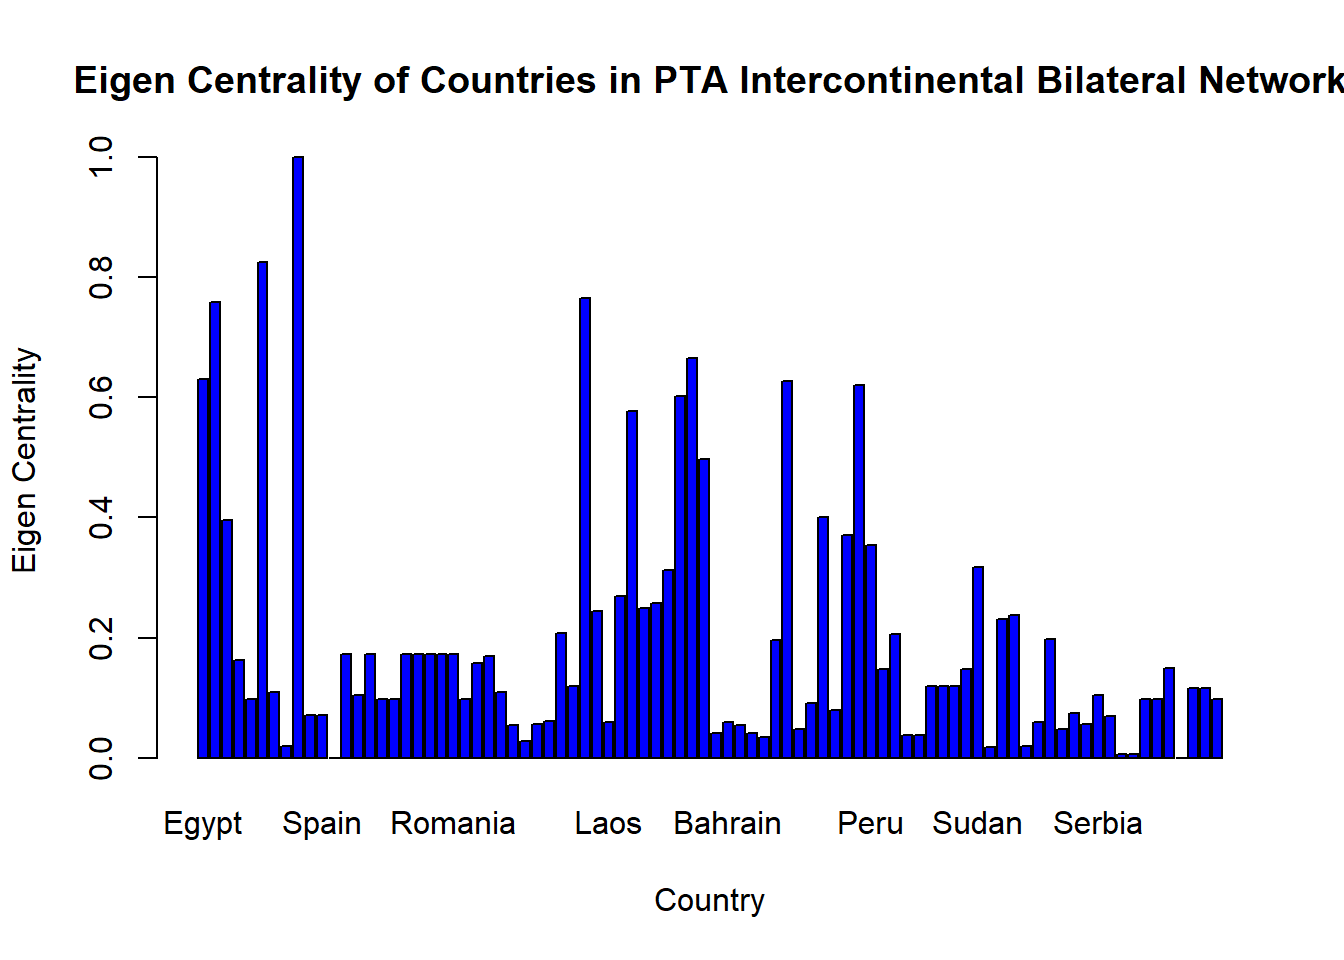 Eigen Centrality of Countries in PTA Intercontinental Bilateral Network
Eigen Centrality
1.0
0.8
0.6
0.4
0.2
0.0
Egypt Spain Romania Laos Bahrain Peru Sudan Serbia
Country